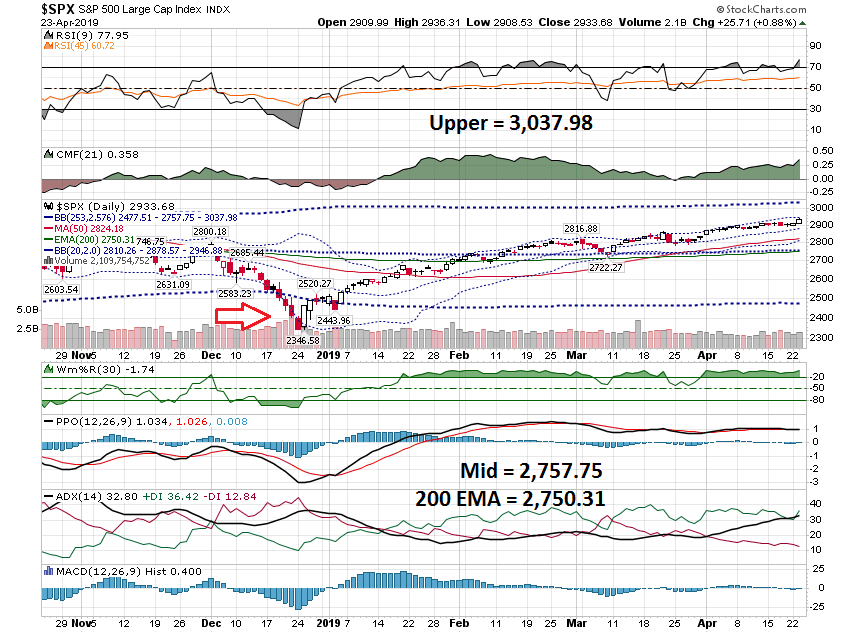 $SPX S&P 500 Large Cap Index INDX © StockCharts.com
23-Apr-2019 Open 2909.99 High 2936.31 Low 2908.53 Close 2933.68 Volume 2.1B Chg +25.71 (+0.88%)
RSI(9) 77.95
RSI(45) 60.72
90
70
50
30
10
Upper = 3,037.98
CMF(21) 0.358
0.50
0.25
0.00
-0.25
$SPX (Daily) 2933.68
BB(253,2.576) 2477.51 - 2757.75 - 3037.98
MA(50) 2824.18
EMA(200) 2750.31
BB(20,2.0) 2810.26 - 2878.57 - 2946.88
Volume 2,109,754,752
2746.75
2800.18
2685.44
2816.88
2603.54
2631.09
2583.23
2520.27
2443.96
2346.58
2722.27
3000
2900
2800
2700
2600
2500
2400
2300
5.0B
2.5B
29 Nov 5 12 19 26 Dec 10 17 24 2019 7 14 22 28 Feb 11 19 25 Mar 11 18 25 Apr 8 15 22
Wm%R(30) -1.74
-20
-50
-80
PPO(12,26,9) 1.034, 1.026, 0.008
1
0
-1
-2
-3
Mid = 2,757.75
200 EMA = 2,750.31
ADX(14) 32.80 +DI 36.42 -DI 12.84
40
30
20
10
MACD(12,26,9) Hist 0.400
25
0
-25
29 Nov 5 12 19 26 Dec 10 17 24 2019 7 14 22 28 Feb 11 19 25 Mar 11 18 25 Apr 8 15 22